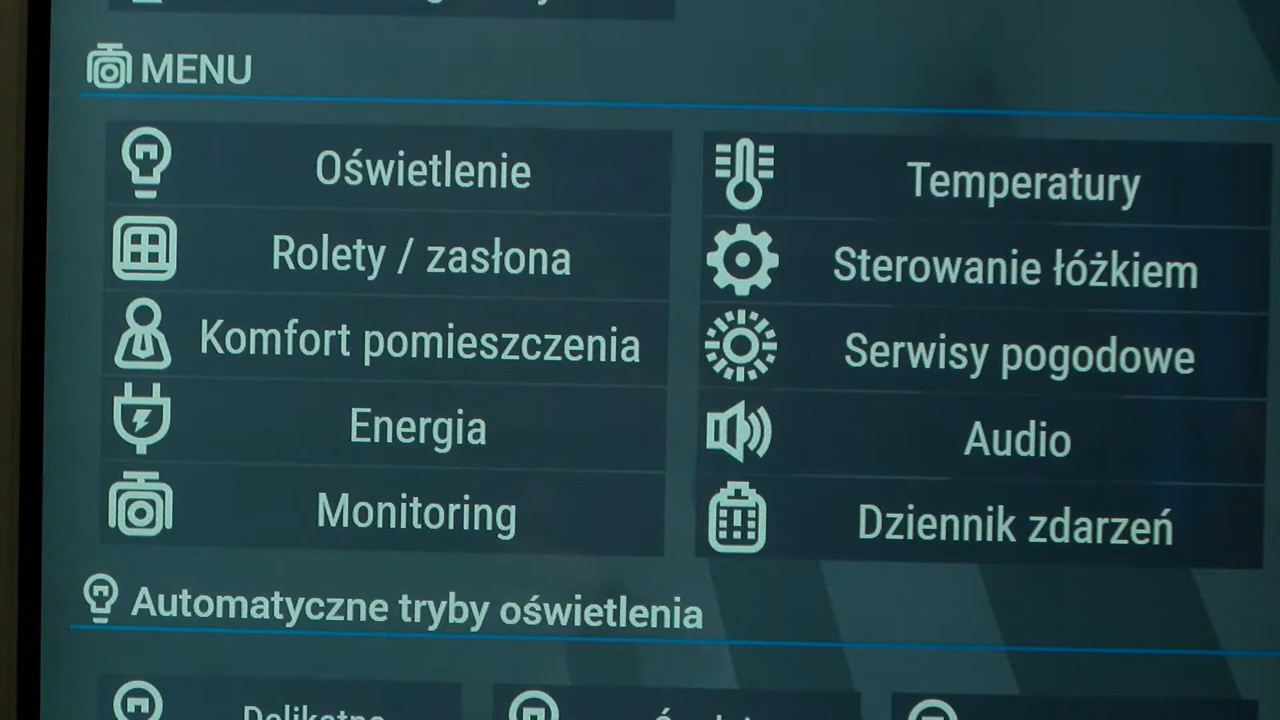 MENU
Oświetlenie
Temperatury
Rolety / zasłona
Sterowanie łóżkiem
Komfort pomieszczenia
Serwisy pogodowe
Energia
Audio
Monitoring
Dziennik zdarzeń
Automatyczne tryby oświetlenia